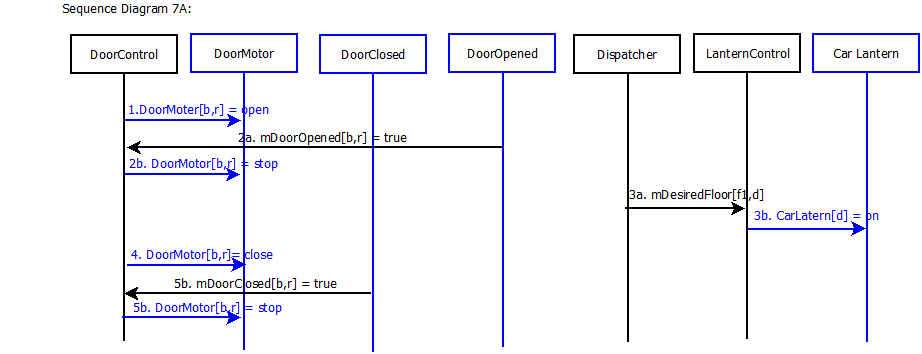 Sequence Diagram 7A:
DoorControl
DoorMotor
DoorClosed
DoorOpened
Dispatcher
LanternControl
Car Lantern
1.DoorMoter[b,r] = open
2a. mDoorOpened[b,r] = true
2b. DoorMotor[b,r] = stop
3a. mDesiredFloor[f1,d]
3b. CarLatern[d] = on
4. DoorMotor[b,r]= close
5b. mDoorClosed[b,r] = true
5b. DoorMotor[b,r] = stop